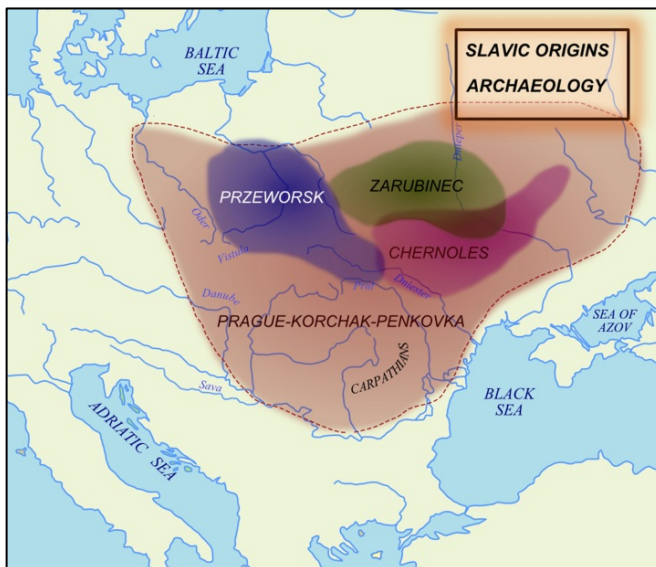 SLAVIC ORIGINS
ARCHAEOLOGY
BALTIC
SEA
Dnieper
PRZEWORSK
ZARUBINEC
Oder
Vistula
CHERNOLES
Dniester
Prut
Danube
PRAGUE-KORCHAK-PENKOVKA
SEA OF
AZOV
CARPATHIANS
Sava
BLACK
SEA
ADRIATIC SEA